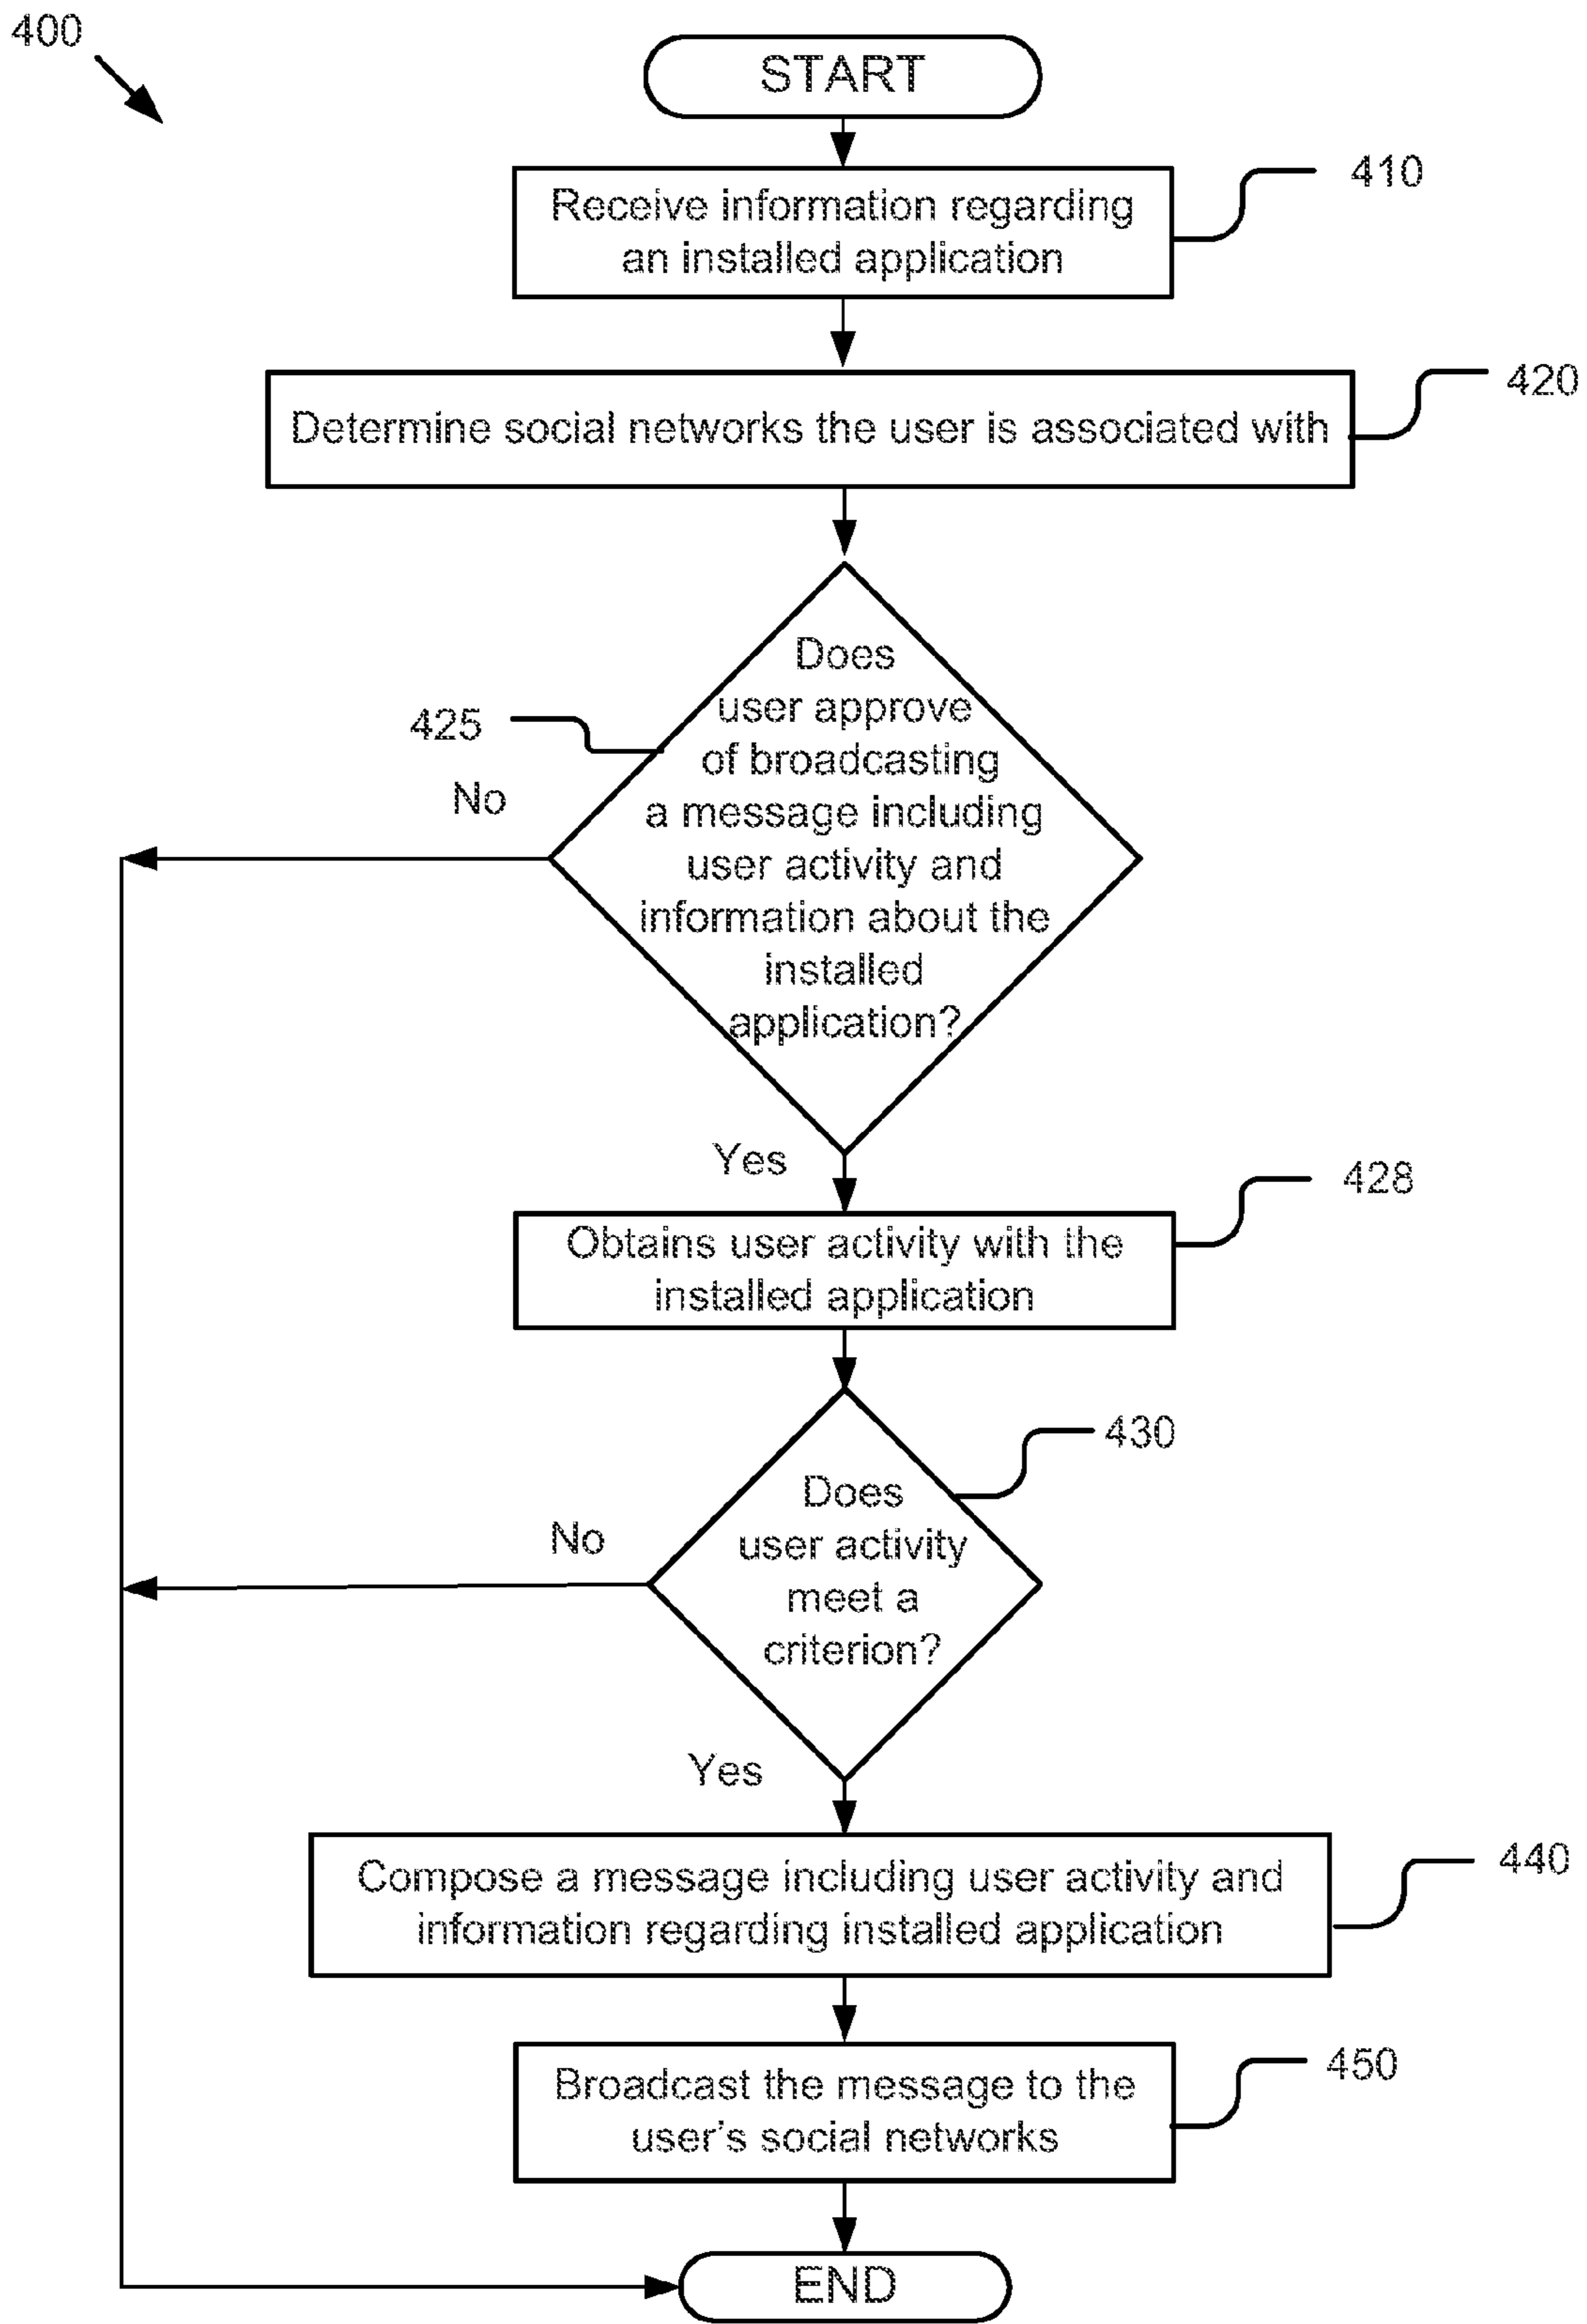 400
START
410
Receive information regarding
an installed application
420
Determine social networks the user is associated with
Does
user approve
of broadcasting
a message including
user activity and
information about the
installed
application?
425
No
Yes
428
Obtains user activity with the
installed application
430
Does
user activity
meet a
criterion?
No
Yes
440
Compose a message including user activity and
information regarding installed application
450
Broadcast the message to the
user's social networks
END